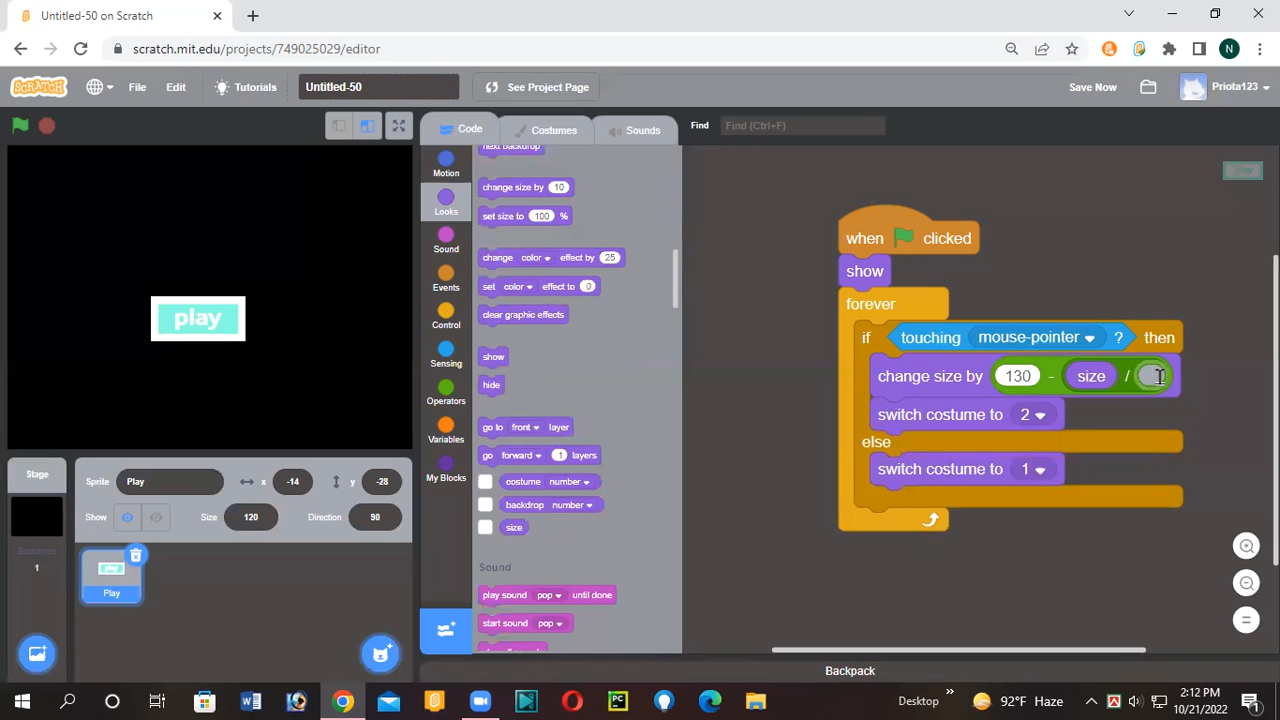 Untitled-50 on Scratch
scratch.mit.edu/projects/749025029/editor
N
SCRATCH
File
Edit
Tutorials
Untitled-50
See Project Page
Save Now
Priota123
Code
Costumes
Sounds
Find
Find (Ctrl+F)
Motion
Looks
Sound
Events
Control
Sensing
Operators
Variables
My Blocks
next backdrop
change size by 10
set size to 100 %
change color effect by 25
set color effect to 0
clear graphic effects
show
hide
go to front layer
go forward 1 layers
costume number
backdrop number
size
Sound
play sound pop until done
start sound pop
play
when clicked
show
forever
if touching mouse-pointer ? then
change size by 130 - size /
switch costume to 2
else
switch costume to 1
play
Sprite Play x -14 y -28
Show Size 120 Direction 90
play
Play
Stage
Backdrops
1
Backpack
Desktop
92°F Haze
2:12 PM
10/21/2022
1